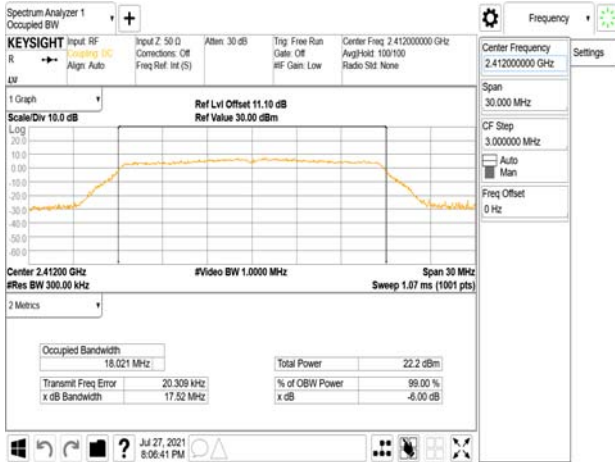 Spectrum Analyzer 1
Occupied BW
KEYSIGHT
R
Input: RF
Coupling: DC
Align: Auto
Input Z: 50 Ω
Corrections: Off
Freq Ref: Int (S)
Atten: 30 dB
Trig: Free Run
Gate: Off
#IF Gain: Low
Center Freq: 2.412000000 GHz
Avg|Hold: 100/100
Radio Std: None
1 Graph
Scale/Div 10.0 dB
Ref Lvl Offset 11.10 dB
Ref Value 30.00 dBm
Log
20.0
10.0
0.00
-10.0
-20.0
-30.0
-40.0
-50.0
-60.0
Center 2.41200 GHz
#Video BW 1.0000 MHz
Span 30 MHz
#Res BW 300.00 kHz
Sweep 1.07 ms (1001 pts)
2 Metrics
Occupied Bandwidth
18.021 MHz
Total Power 22.2 dBm
Transmit Freq Error 20.309 kHz
% of OBW Power 99.00 %
x dB Bandwidth 17.52 MHz
x dB -6.00 dB
?
Jul 27, 2021
8:06:41 PM
Frequency
Settings
Center Frequency
2.412000000 GHz
Span
30.000 MHz
CF Step
3.000000 MHz
Auto
Man
Freq Offset
0 Hz